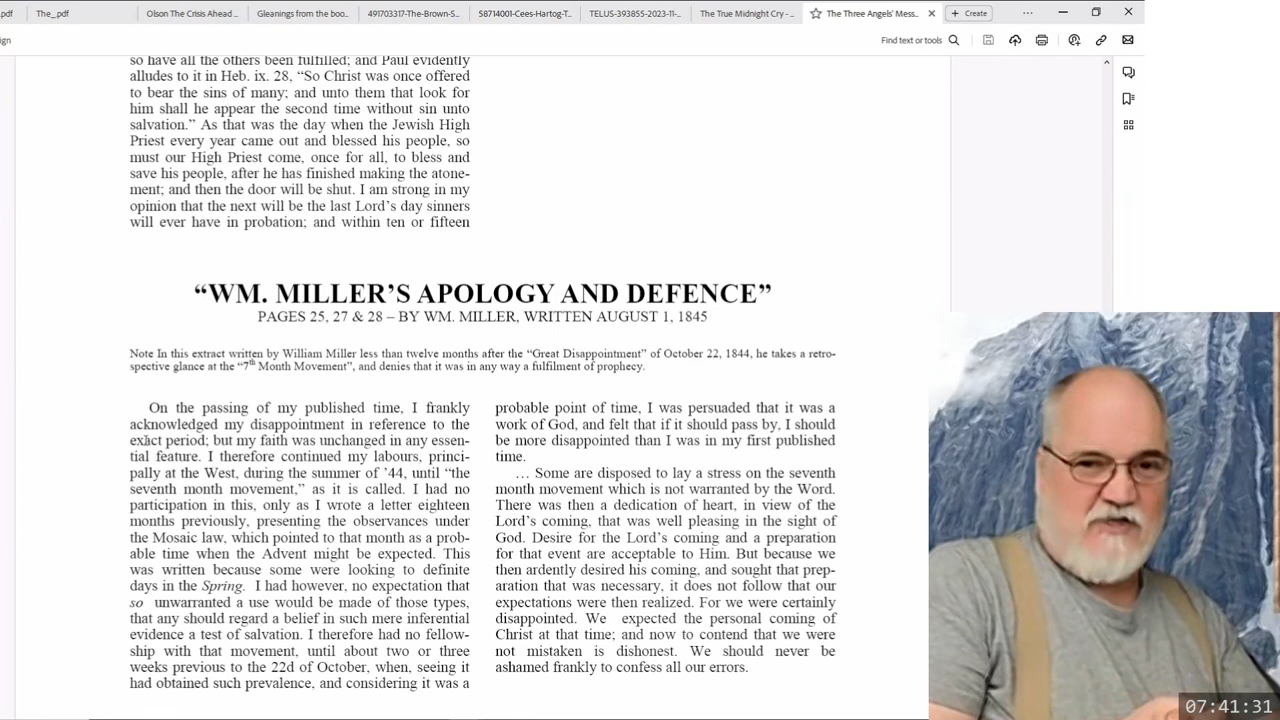 .pdf
The_.pdf
Olson The Crisis Ahead ..
Gleanings from the boo...
491703317-The-Brown-S...
58714001-Cees-Hartog-T...
TELUS-393855-2023-11-..
The True Midnight Cry - ...
The Three Angels' Mess..
Create
ign
Find text or tools
so have all the others been fulfilled; and Paul evidently
alludes to it in Heb. ix. 28, “So Christ was once offered
to bear the sins of many; and unto them that look for
him shall he appear the second time without sin unto
salvation.” As that was the day when the Jewish High
Priest every year came out and blessed his people, so
must our High Priest come, once for all, to bless and
save his people, after he has finished making the atone-
ment; and then the door will be shut. I am strong in my
opinion that the next will be the last Lord’s day sinners
will ever have in probation; and within ten or fifteen
“WM. MILLER’S APOLOGY AND DEFENCE”
PAGES 25, 27 & 28 – BY WM. MILLER, WRITTEN AUGUST 1, 1845
Note In this extract written by William Miller less than twelve months after the “Great Disappointment” of October 22, 1844, he takes a retro-
spective glance at the “7th Month Movement”, and denies that it was in any way a fulfilment of prophecy.
On the passing of my published time, I frankly
acknowledged my disappointment in reference to the
exact period; but my faith was unchanged in any essen-
tial feature. I therefore continued my labours, princi-
pally at the West, during the summer of ’44, until “the
seventh month movement,” as it is called. I had no
participation in this, only as I wrote a letter eighteen
months previously, presenting the observances under
the Mosaic law, which pointed to that month as a prob-
able time when the Advent might be expected. This
was written because some were looking to definite
days in the Spring. I had however, no expectation that
so unwarranted a use would be made of those types,
that any should regard a belief in such mere inferential
evidence a test of salvation. I therefore had no fellow-
ship with that movement, until about two or three
weeks previous to the 22d of October, when, seeing it
had obtained such prevalence, and considering it was a
probable point of time, I was persuaded that it was a
work of God, and felt that if it should pass by, I should
be more disappointed than I was in my first published
time.
… Some are disposed to lay a stress on the seventh
month movement which is not warranted by the Word.
There was then a dedication of heart, in view of the
Lord’s coming, that was well pleasing in the sight of
God. Desire for the Lord’s coming and a preparation
for that event are acceptable to Him. But because we
then ardently desired his coming, and sought that prep-
aration that was necessary, it does not follow that our
expectations were then realized. For we were certainly
disappointed. We expected the personal coming of
Christ at that time; and now to contend that we were
not mistaken is dishonest. We should never be
ashamed frankly to confess all our errors.
07:41:31